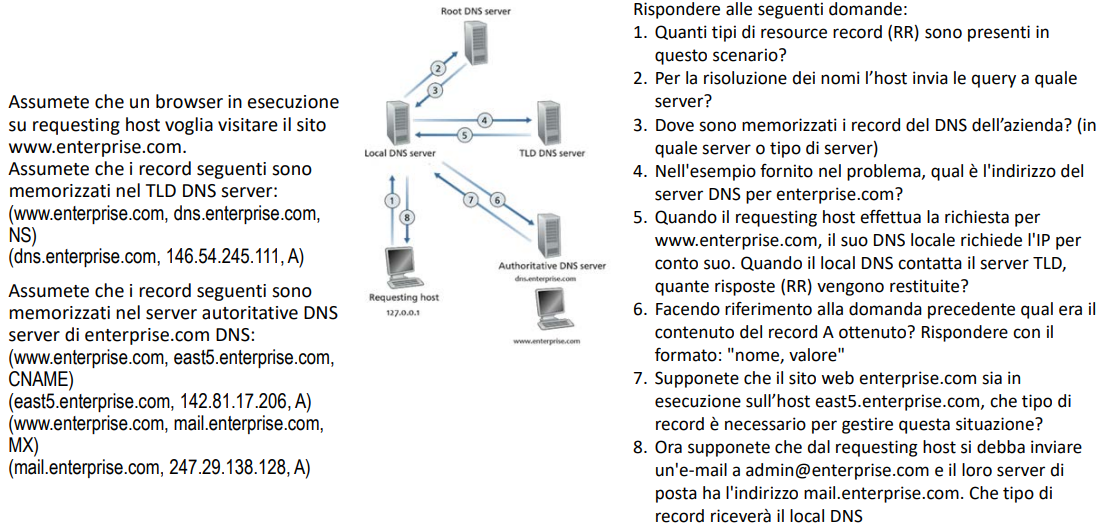 Assumete che un browser in esecuzione
su requesting host voglia visitare il sito
www.enterprise.com.
Assumete che i record seguenti sono
memorizzati nel TLD DNS server:
(www.enterprise.com, dns.enterprise.com,
NS)
(dns.enterprise.com, 146.54.245.111, A)
Assumete che i record seguenti sono
memorizzati nel server autoritative DNS
server di enterprise.com DNS:
(www.enterprise.com, east5.enterprise.com,
CNAME)
(east5.enterprise.com, 142.81.17.206, A)
(www.enterprise.com, mail.enterprise.com,
MX)
(mail.enterprise.com, 247.29.138.128, A)
Root DNS server
2
3
4
5
Local DNS server
TLD DNS server
1
8
7
6
Authoritative DNS server
dns.enterprise.com
Requesting host
127.0.0.1
www.enterprise.com
Rispondere alle seguenti domande:
1. Quanti tipi di resource record (RR) sono presenti in
questo scenario?
2. Per la risoluzione dei nomi l’host invia le query a quale
server?
3. Dove sono memorizzati i record del DNS dell’azienda? (in
quale server o tipo di server)
4. Nell'esempio fornito nel problema, qual è l'indirizzo del
server DNS per enterprise.com?
5. Quando il requesting host effettua la richiesta per
www.enterprise.com, il suo DNS locale richiede l'IP per
conto suo. Quando il local DNS contatta il server TLD,
quante risposte (RR) vengono restituite?
6. Facendo riferimento alla domanda precedente qual era il
contenuto del record A ottenuto? Rispondere con il
formato: "nome, valore"
7. Supponete che il sito web enterprise.com sia in
esecuzione sull’host east5.enterprise.com, che tipo di
record è necessario per gestire questa situazione?
8. Ora supponete che dal requesting host si debba inviare
un'e-mail a admin@enterprise.com e il loro server di
posta ha l'indirizzo mail.enterprise.com. Che tipo di
record riceverà il local DNS